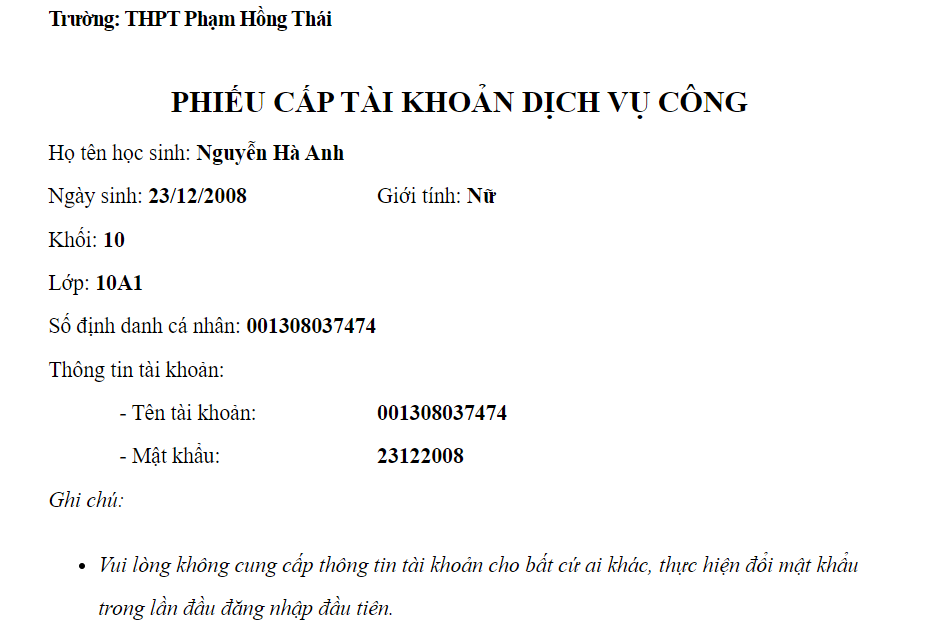 Trường: THPT Phạm Hồng Thái
PHIẾU CẤP TÀI KHOẢN DỊCH VỤ CÔNG
Họ tên học sinh: Nguyễn Hà Anh
Ngày sinh: 23/12/2008 Giới tính: Nữ
Khối: 10
Lớp: 10A1
Số định danh cá nhân: 001308037474
Thông tin tài khoản:
- Tên tài khoản: 001308037474
- Mật khẩu: 23122008
Ghi chú:
• Vui lòng không cung cấp thông tin tài khoản cho bất cứ ai khác, thực hiện đổi mật khẩu
trong lần đầu đăng nhập đầu tiên.